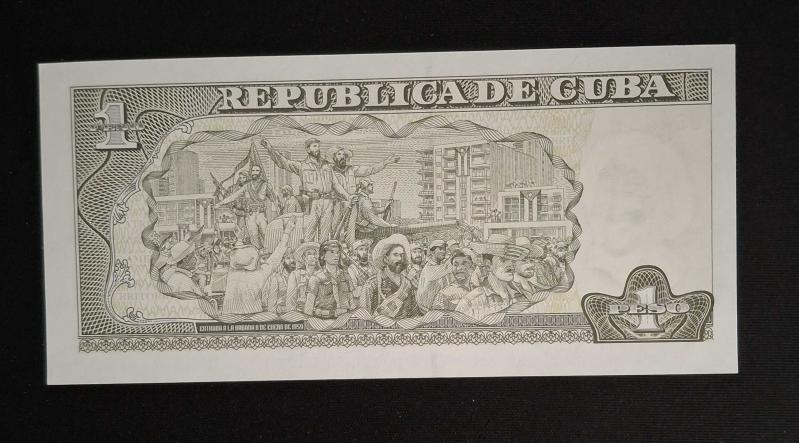 REPUBLICA DE CUBA
1
ENTRADA A LA HABANA 8 DE ENERO DE 1959
1
PESO